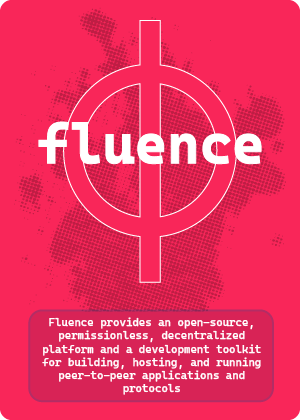 fluence
Fluence provides an open-source,
permissionless, decentralized
platform and a development toolkit
for building, hosting, and running
peer-to-peer applications and
protocols